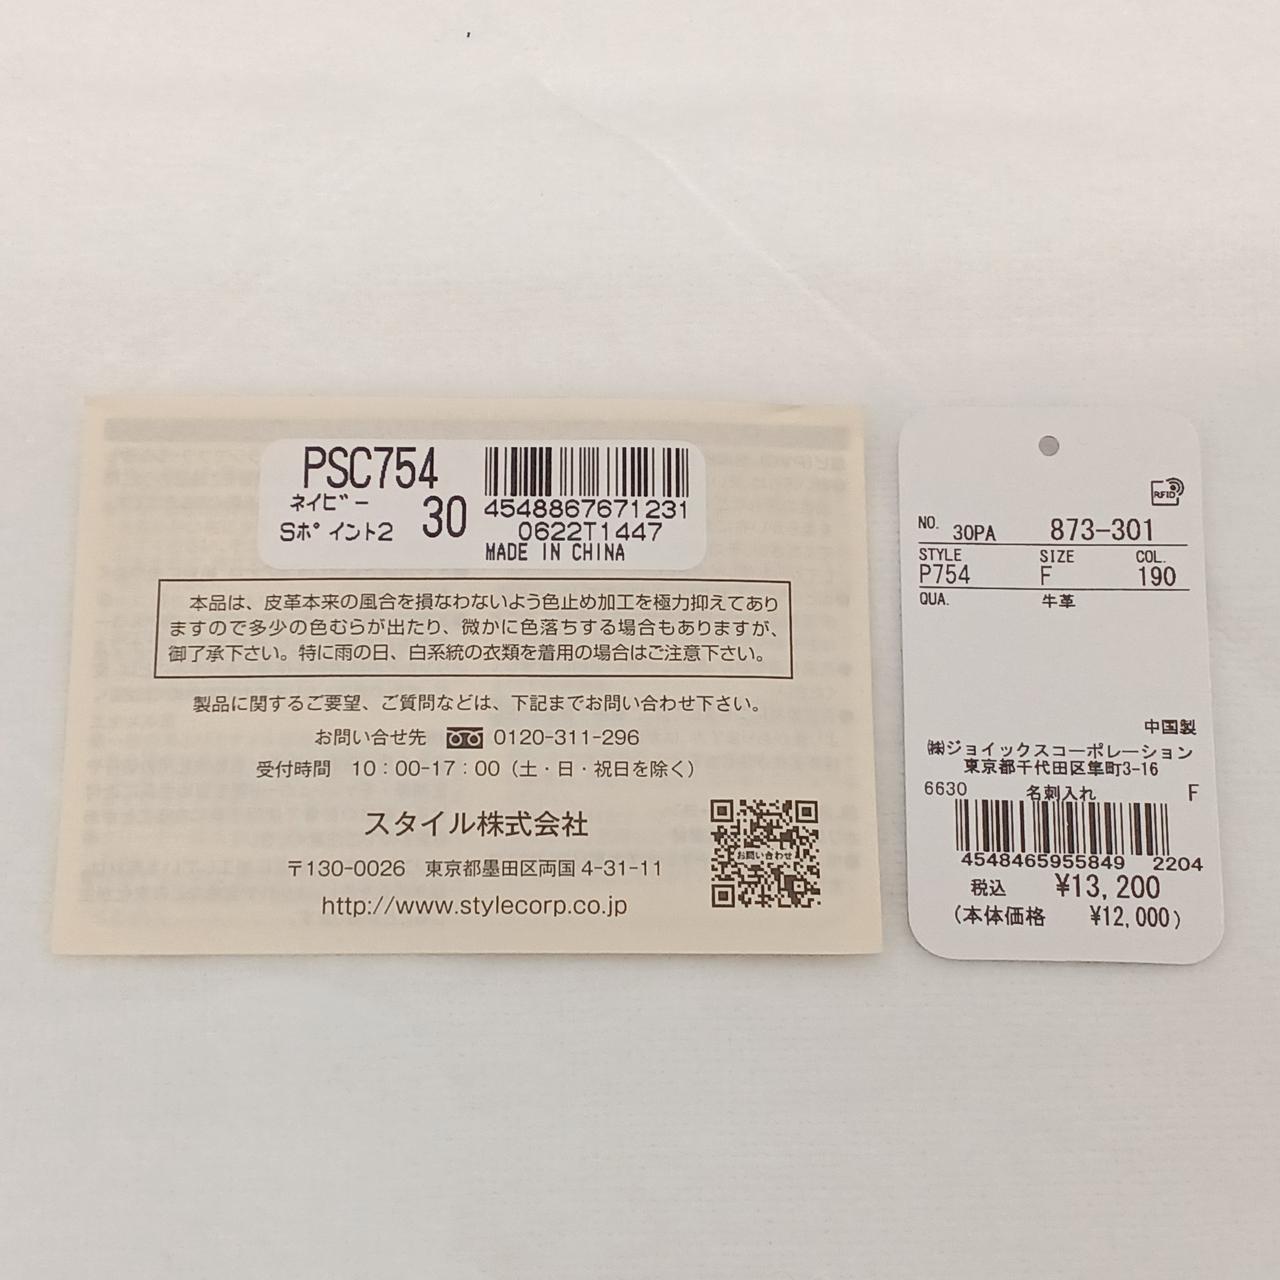 PSC754
ネイビー
Sポイント2
30
4548867671231
0622T1447
MADE IN CHINA
本品は、皮革本来の風合を損なわないよう色止め加工を極力抑えてあり
ますので多少の色むらが出たり、微かに色落ちする場合もありますが、
御了承下さい。特に雨の日、白系統の衣類を着用の場合はご注意下さい。
製品に関するご要望、ご質問などは、下記までお問い合わせ下さい。
お問い合せ先 0120-311-296
受付時間 10：00-17：00（土・日・祝日を除く）
スタイル株式会社
〒130-0026 東京都墨田区両国 4-31-11
http://www.stylecorp.co.jp
お問い合わせ
RFID
NO. 30PA 873-301
STYLE SIZE COL.
P754 F 190
QUA. 牛革
中国製
㈱ジョイックスコーポレーション
東京都千代田区隼町3-16
6630 名刺入れ F
4548465955849 2204
税込 ¥13,200
(本体価格 ¥12,000)